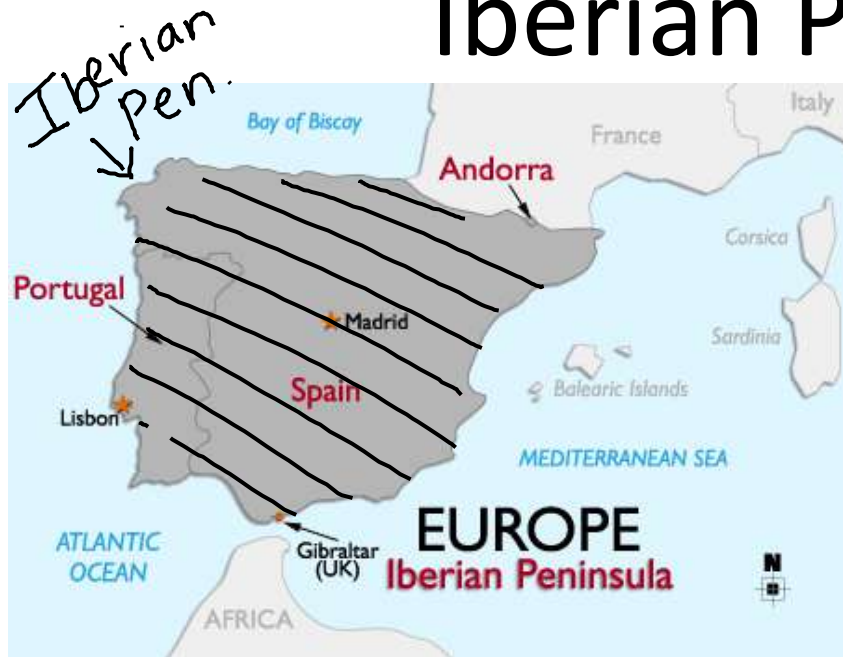 Iberian P
Iberian
Pen.
Bay of Biscay
Italy
France
Andorra
Corsica
Portugal
Madrid
Sardinia
Spain
Balearic Islands
Lisbon
MEDITERRANEAN SEA
EUROPE
ATLANTIC
OCEAN
Gibraltar
(UK)
Iberian Peninsula
N
AFRICA